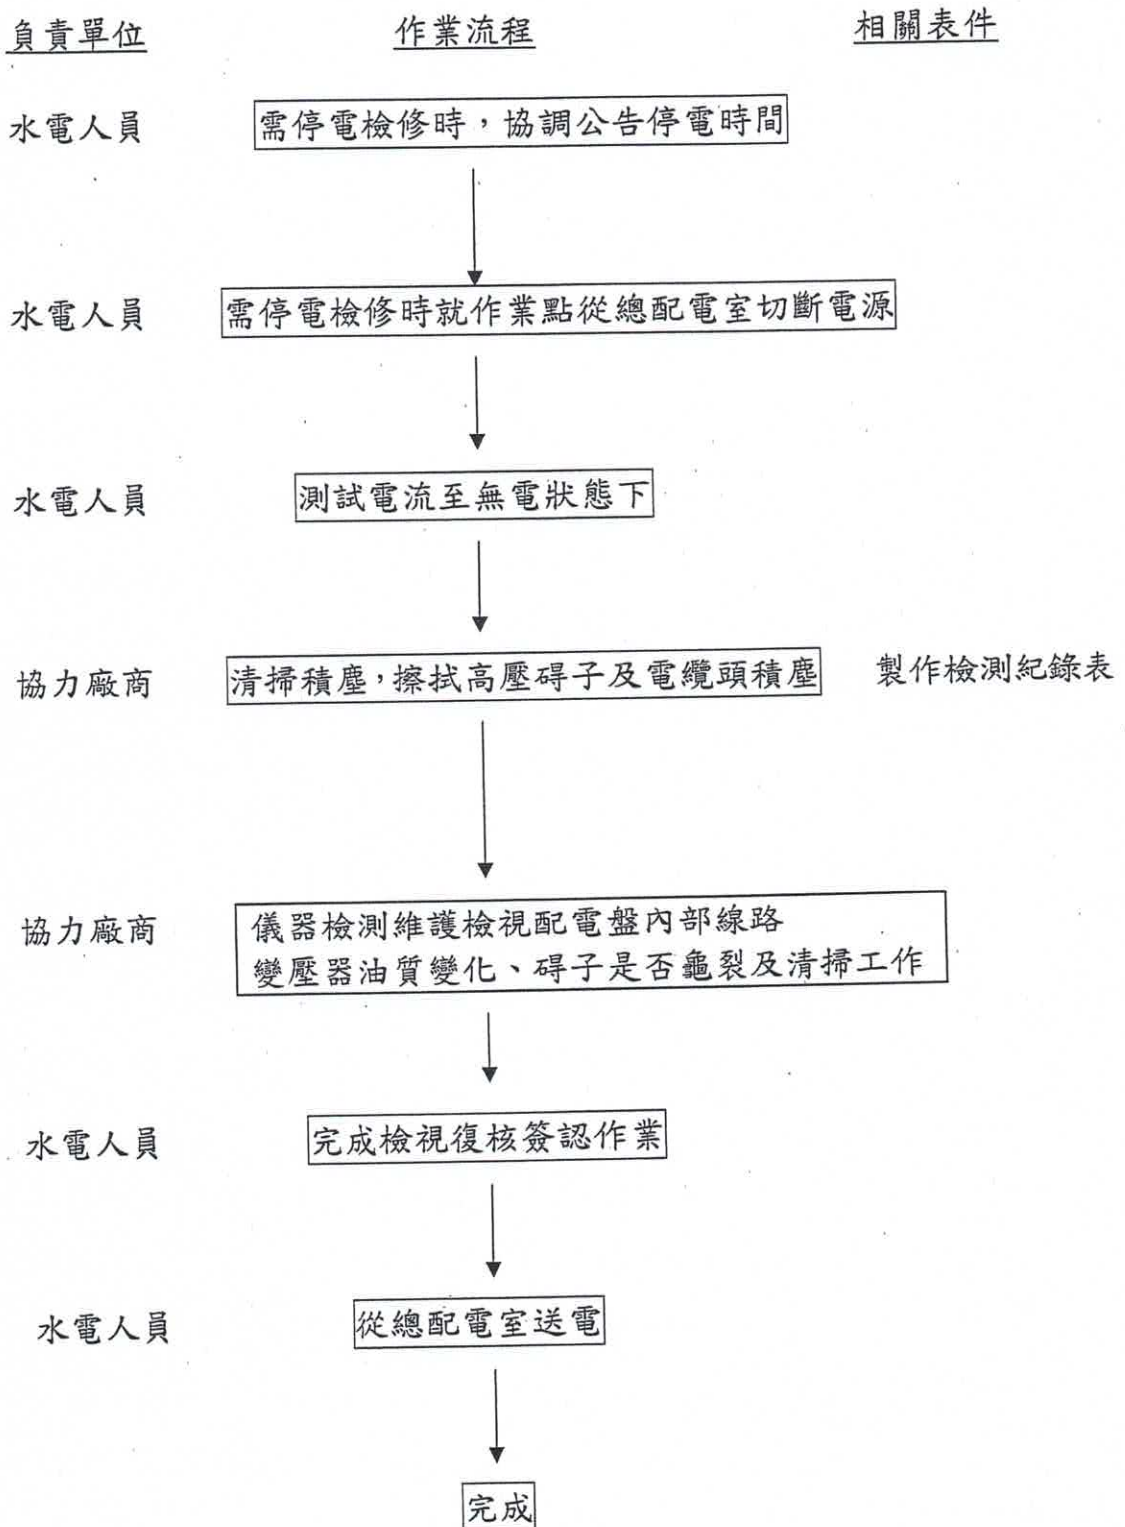 負責單位 作業流程 相關表件
水電人員 需停電檢修時，協調公告停電時間
水電人員 需停電檢修時就作業點從總配電室切斷電源
水電人員 測試電流至無電狀態下
協力廠商 清掃積塵，擦拭高壓碍子及電纜頭積塵 製作檢測紀錄表
協力廠商 儀器檢測維護檢視配電盤內部線路
變壓器油質變化、碍子是否龜裂及清掃工作
水電人員 完成檢視復核簽認作業
水電人員 從總配電室送電
完成